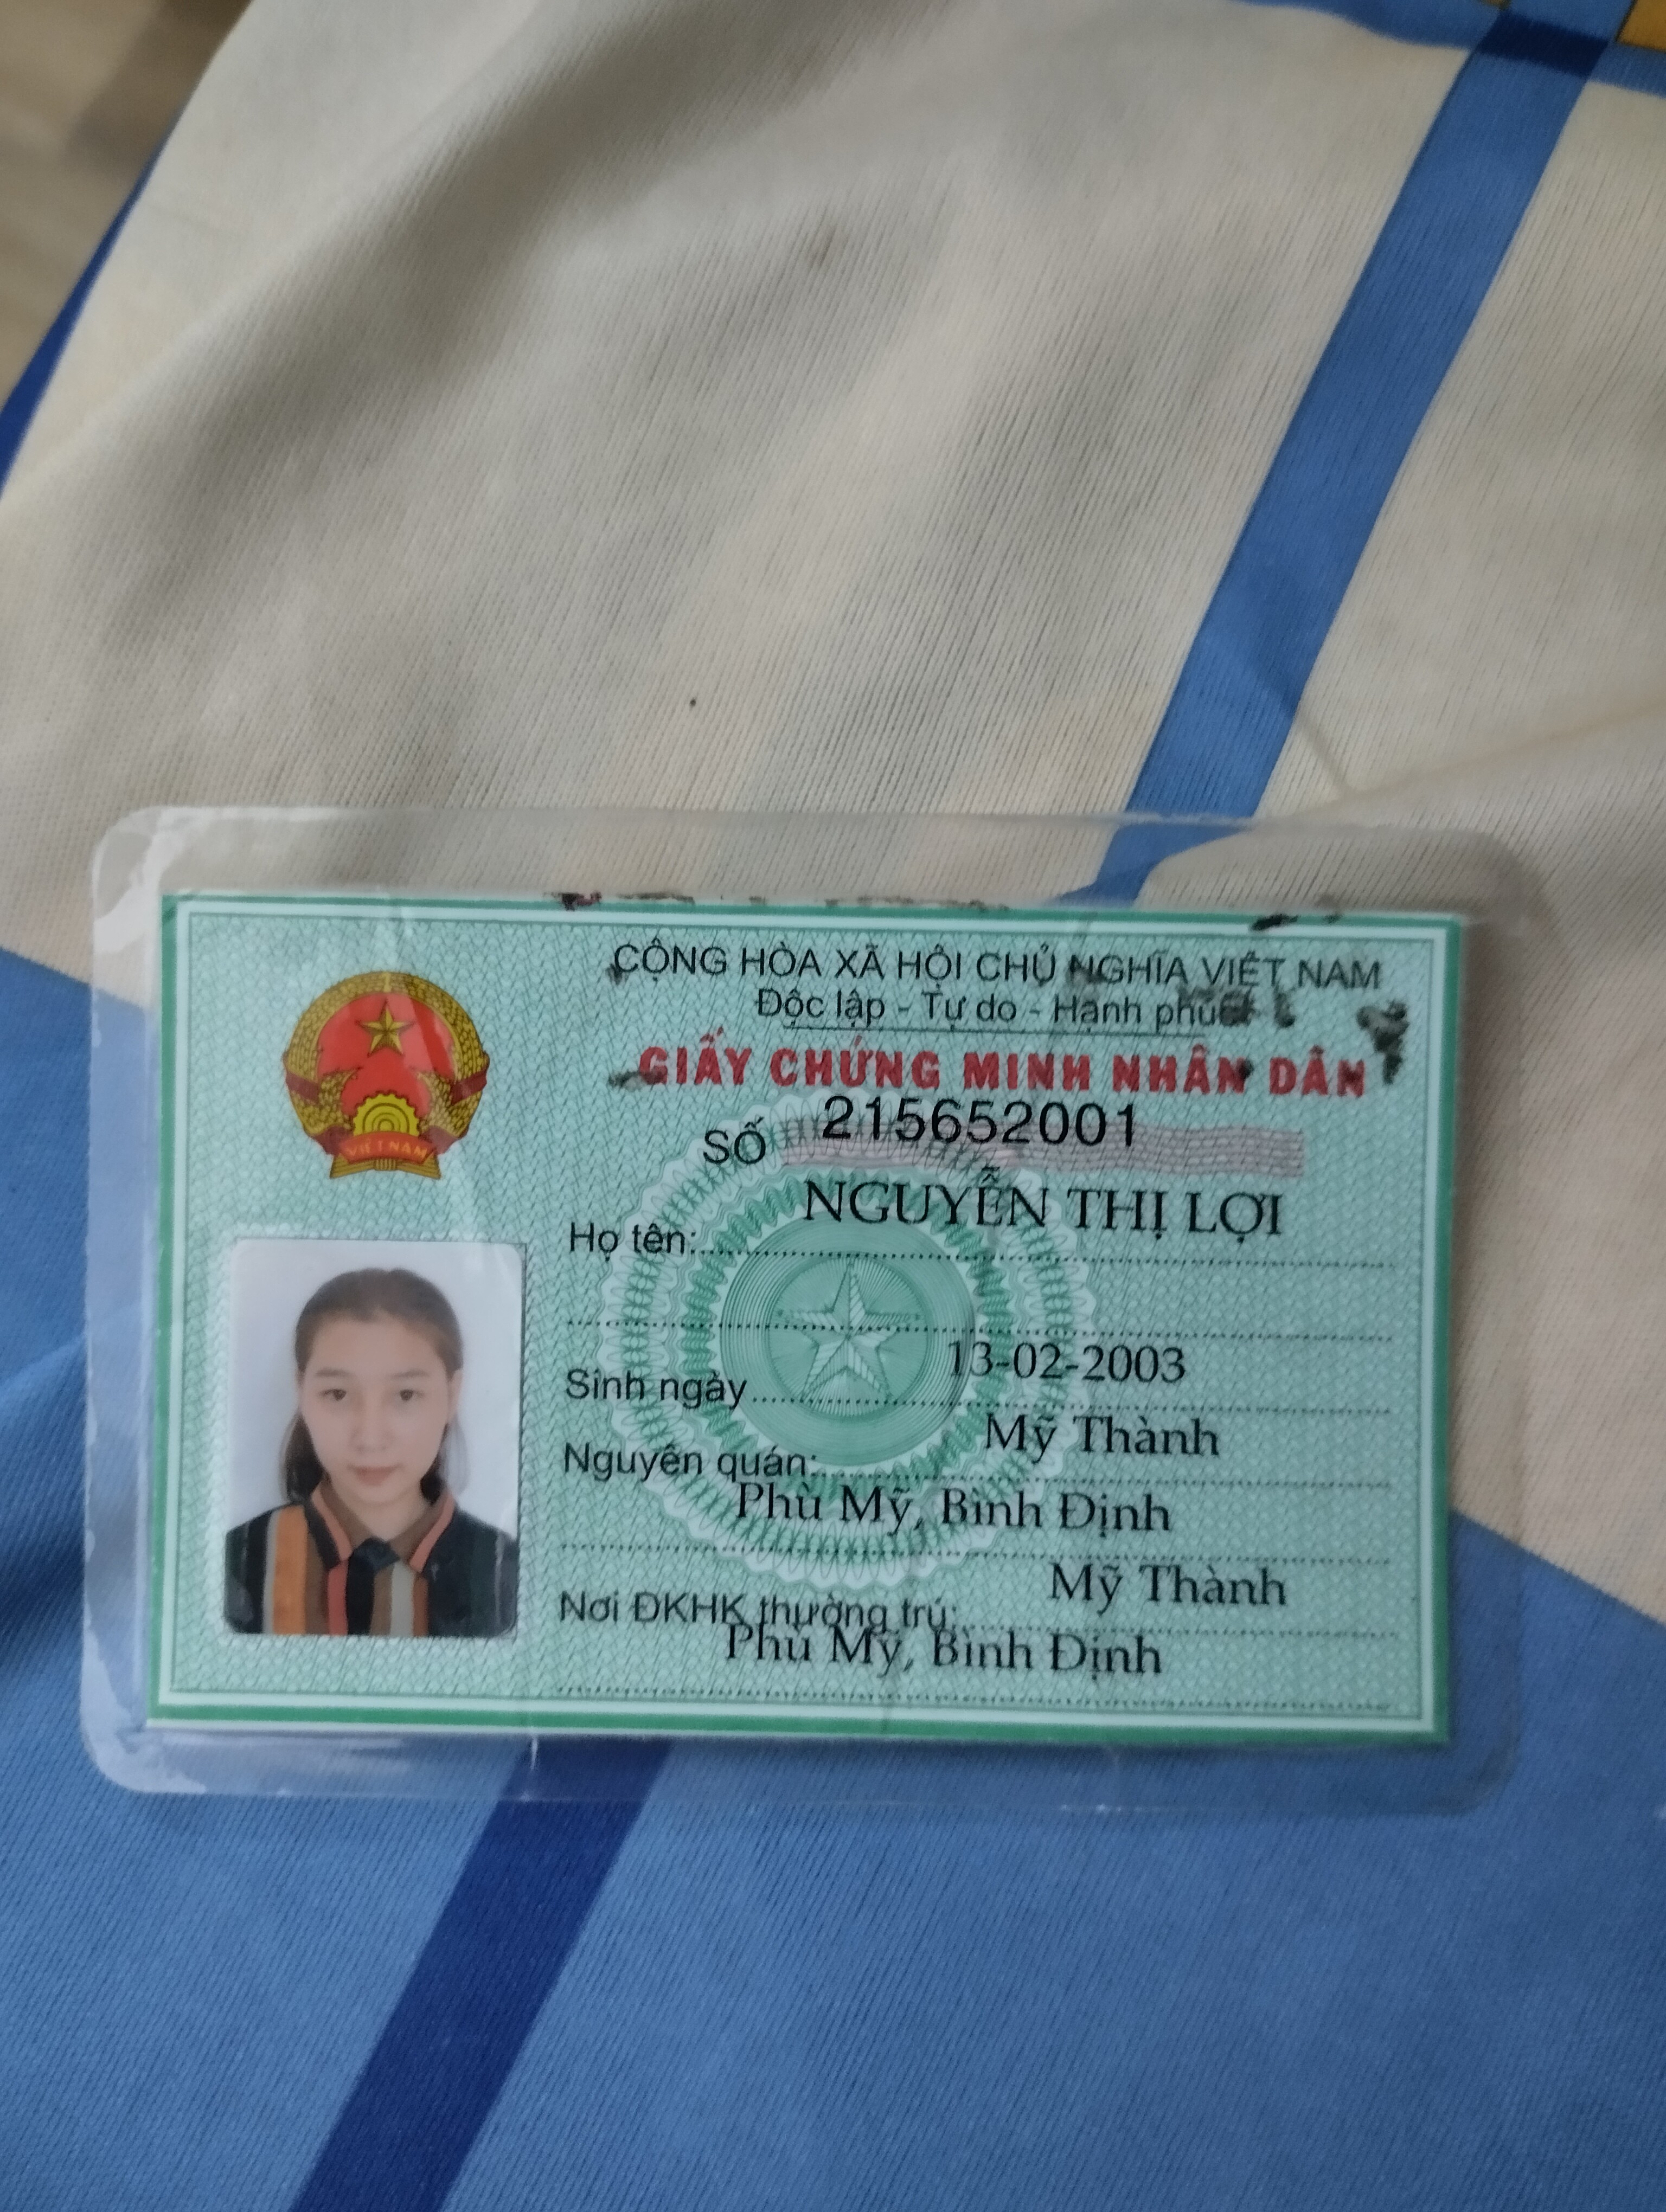 CỘNG HÒA XÃ HỘI CHỦ NGHĨA VIỆT NAM
Độc lập - Tự do - Hạnh phúc
GIẤY CHỨNG MINH NHÂN DÂN
SỐ 215652001
Họ tên: NGUYỄN THỊ LỢI
Sinh ngày 13-02-2003
Nguyên quán: Mỹ Thành
Phù Mỹ, Bình Định
Nơi ĐKHK thường trú: Mỹ Thành
Phù Mỹ, Bình Định
VIỆT NAM